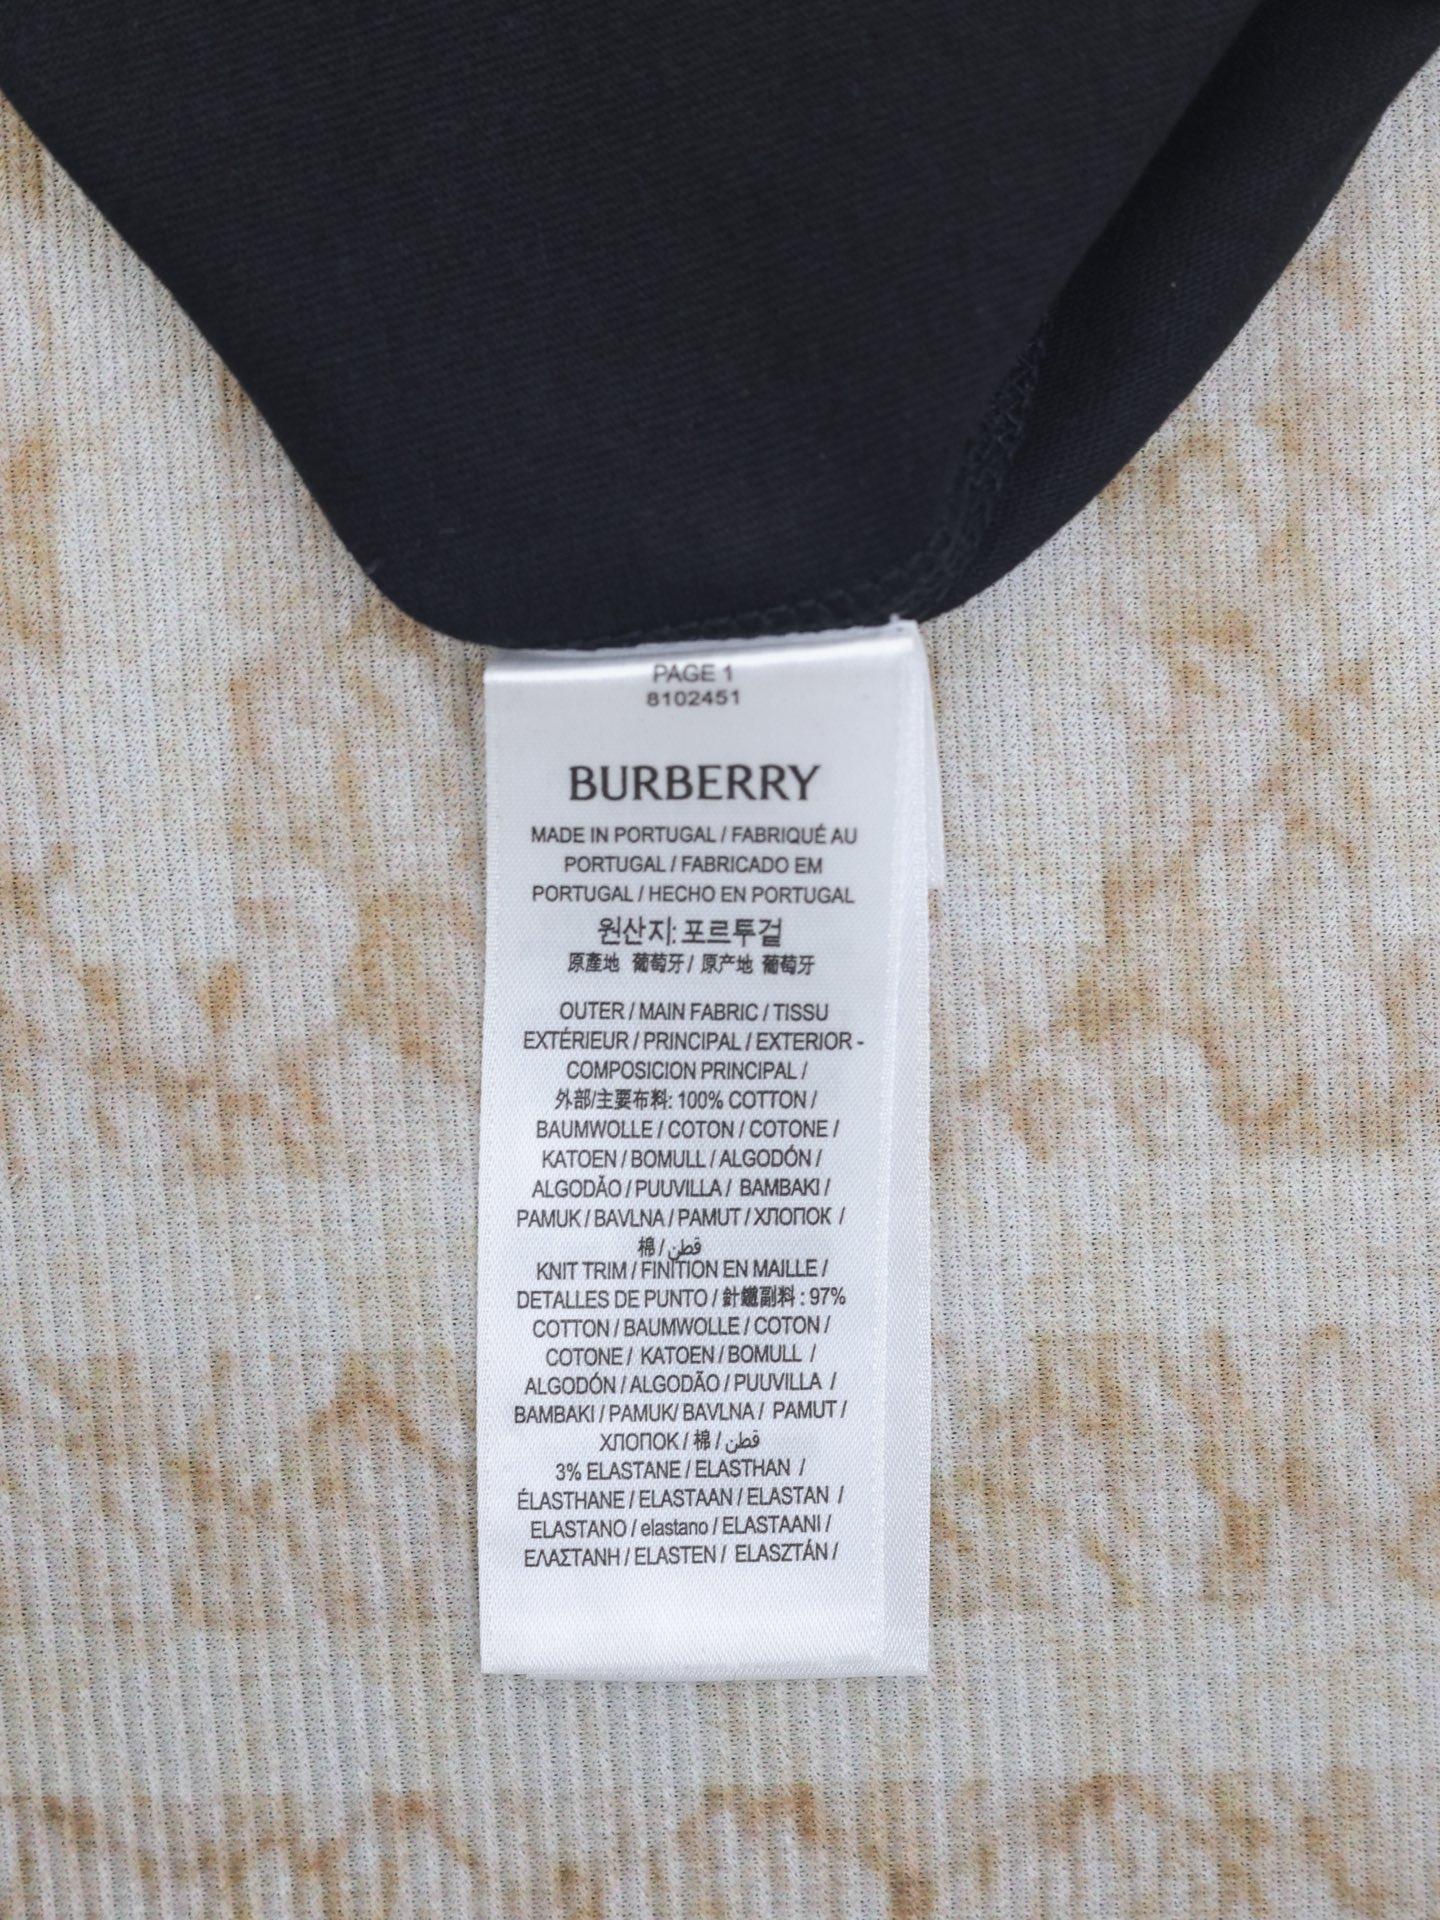 PAGE 1
8102451
BURBERRY
MADE IN PORTUGAL / FABRIQUÉ AU
PORTUGAL / FABRICADO EM
PORTUGAL / HECHO EN PORTUGAL
원산지: 포르투걸
原產地 葡萄牙 / 原产地 葡萄牙
OUTER / MAIN FABRIC / TISSU
EXTÉRIEUR / PRINCIPAL / EXTERIOR -
COMPOSICION PRINCIPAL /
外部/主要布料: 100% COTTON /
BAUMWOLLE / COTON / COTONE /
KATOEN / BOMULL / ALGODÓN /
ALGODÃO / PUUVILLA / BAMBAKI /
PAMUK / BAVLNA / PAMUT / ХЛОПОК /
棉 / قطن
KNIT TRIM / FINITION EN MAILLE /
DETALLES DE PUNTO / 針鐵副料 : 97%
COTTON / BAUMWOLLE / COTON /
COTONE / KATOEN / BOMULL /
ALGODÓN / ALGODÃO / PUUVILLA /
BAMBAKI / PAMUK/ BAVLNA / PAMUT /
ХЛОПОК / 棉 / قطن
3% ELASTANE / ELASTHAN /
ÉLASTHANE / ELASTAAN / ELASTAN /
ELASTANO / elastano / ELASTAANI /
ΕΛΑΣΤΑΝΗ / ELASTEN / ELASZTÁN /